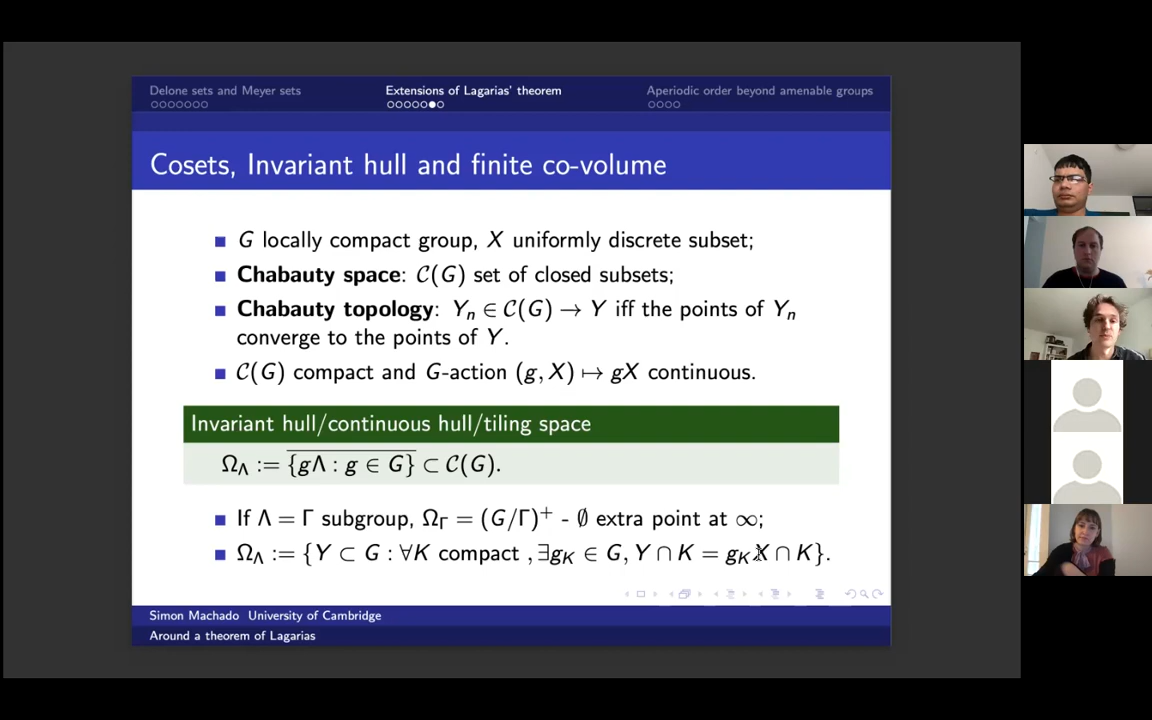 Delone sets and Meyer sets Extensions of Lagarias' theorem Aperiodic order beyond amenable groups
Cosets, Invariant hull and finite co-volume
G locally compact group, X uniformly discrete subset;
Chabauty space: 𝒞(G) set of closed subsets;
Chabauty topology: Yₙ ∈ 𝒞(G) → Y iff the points of Yₙ
converge to the points of Y.
𝒞(G) compact and G-action (g, X) ↦ gX continuous.
Invariant hull/continuous hull/tiling space
Ω_Λ := \overline{{gΛ : g ∈ G}} ⊂ 𝒞(G).
If Λ = Γ subgroup, Ω_Γ = (G/Γ)⁺ - ∅ extra point at ∞;
Ω_Λ := {Y ⊂ G : ∀K compact , ∃g_K ∈ G, Y ∩ K = g_K X ∩ K}.
Simon Machado University of Cambridge
Around a theorem of Lagarias